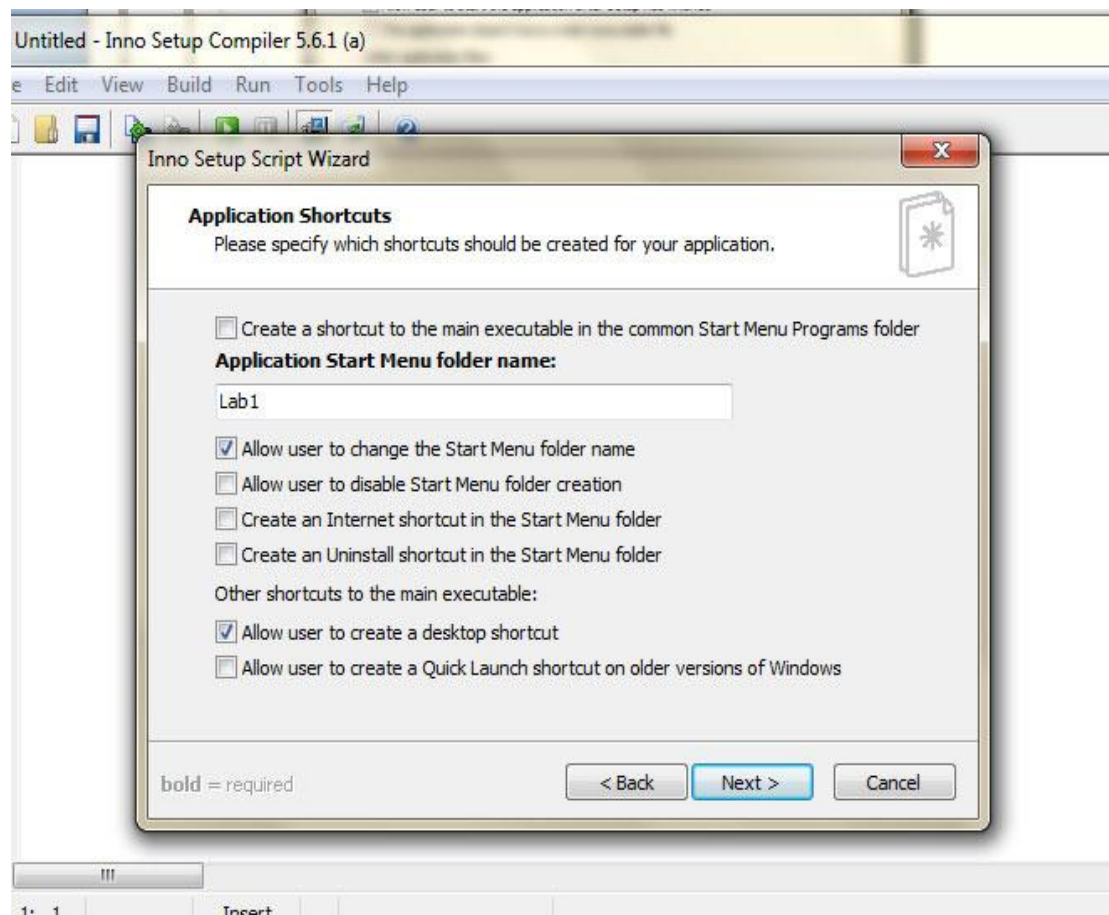 Untitled - Inno Setup Compiler 5.6.1 (a)
e Edit View Build Run Tools Help
Inno Setup Script Wizard
Application Shortcuts
Please specify which shortcuts should be created for your application.
Create a shortcut to the main executable in the common Start Menu Programs folder
Application Start Menu folder name:
Lab1
Allow user to change the Start Menu folder name
Allow user to disable Start Menu folder creation
Create an Internet shortcut in the Start Menu folder
Create an Uninstall shortcut in the Start Menu folder
Other shortcuts to the main executable:
Allow user to create a desktop shortcut
Allow user to create a Quick Launch shortcut on older versions of Windows
bold = required
< Back Next > Cancel
1: 1 Insert